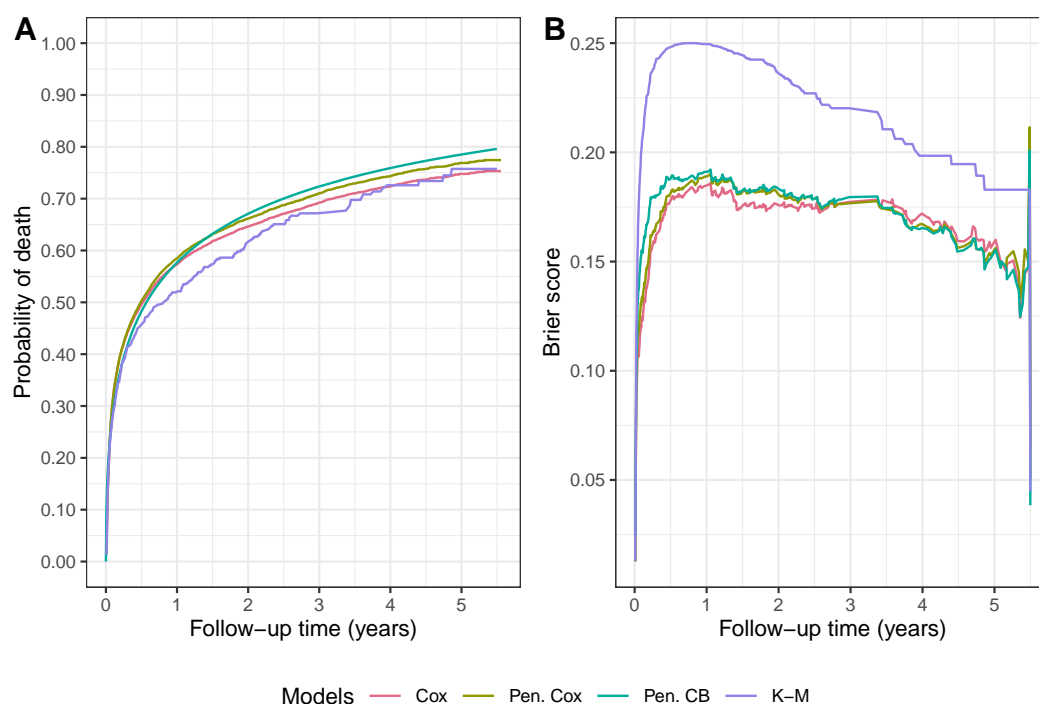 A
B
1.00
0.90
0.80
0.70
0.60
0.50
0.40
0.30
0.20
0.10
0.00
Probability of death
0 1 2 3 4 5
Follow−up time (years)
0.25
0.20
0.15
0.10
0.05
Brier score
0 1 2 3 4 5
Follow−up time (years)
Models Cox Pen. Cox Pen. CB K−M